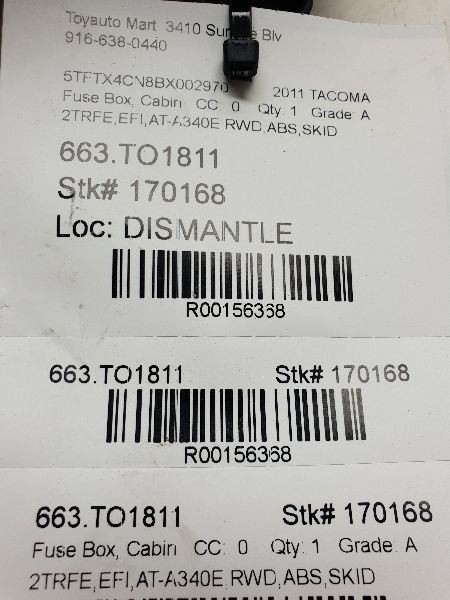 Toyauto Mart 3410 Blv
916-638-0440
5TFTX4CN8BX002970 2011 TACOMA
Fuse Box, Cabin CC: 0 Qty: 1 Grade: A
2TRFE,EFI,AT-A340E RWD,ABS,SKID
663.TO1811
Stk# 170168
Loc: DISMANTLE
R00156368
663.TO1811 Stk# 170168
R00156368
663.TO1811 Stk# 170168
Fuse Box, Cabin CC: 0 Qty: 1 Grade: A
2TRFE,EFI,AT-A340E RWD,ABS,SKID